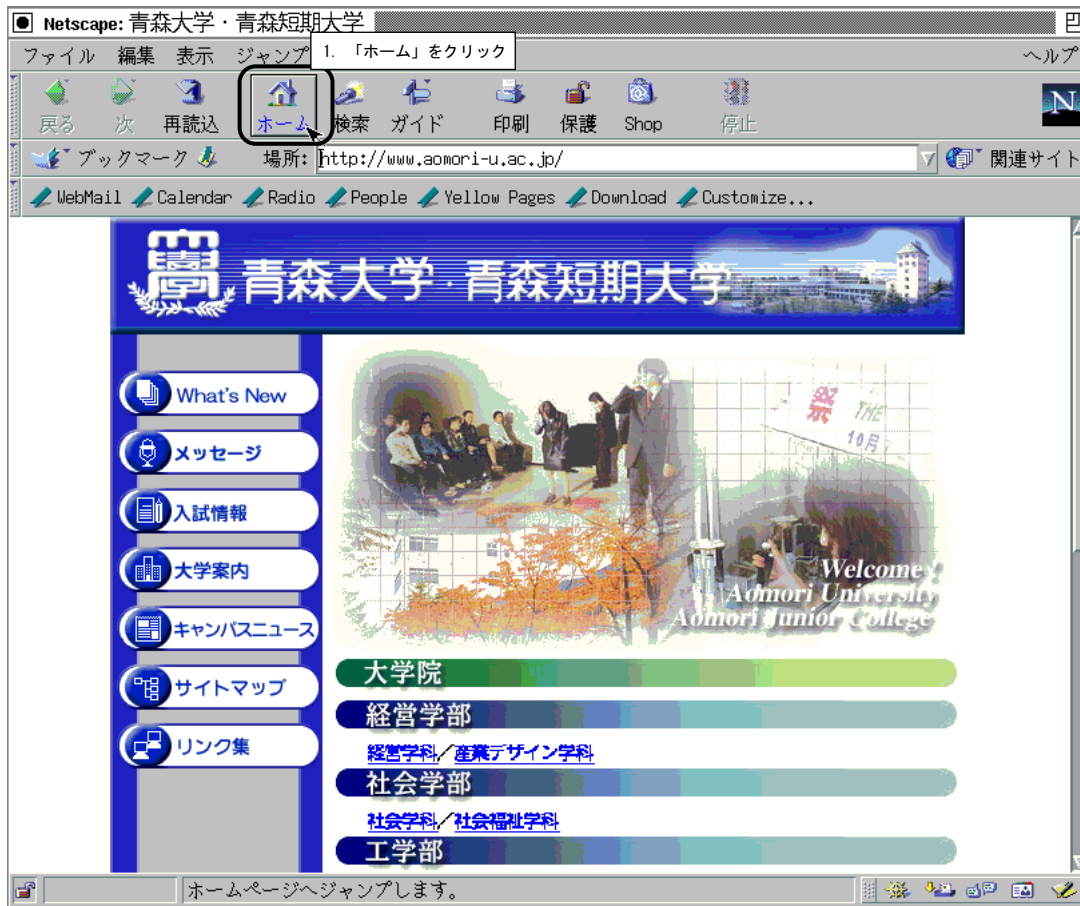 Netscape: 青森大学・青森短期大学
ファイル 編集 表示 ジャンプ ヘルプ
1. 「ホーム」をクリック
戻る 次 再読込 ホーム 検索 ガイド 印刷 保護 Shop 停止 N
ブックマーク 場所: http://www.aomori-u.ac.jp/ 関連サイト
WebMail Calendar Radio People Yellow Pages Download Customize...
青森大学・青森短期大学
What's New
メッセージ
入試情報
大学案内
キャンパスニュース
サイトマップ
リンク集
祭 THE
10月
Welcome
Aomori University
Aomori Junior College
大学院
経営学部
経営学科／産業デザイン学科
社会学部
社会学科／社会福祉学科
工学部
ホームページへジャンプします。